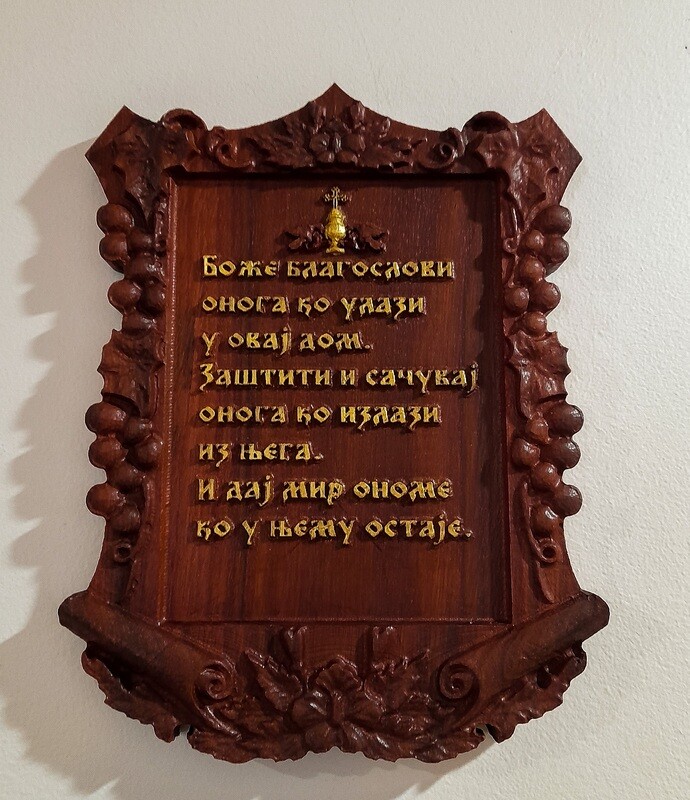 Боже благослови
онога ко улази
у овај дом.
Заштити и сачувај
онога ко излази
из њега.
И дај мир ономе
ко у њему остаје.